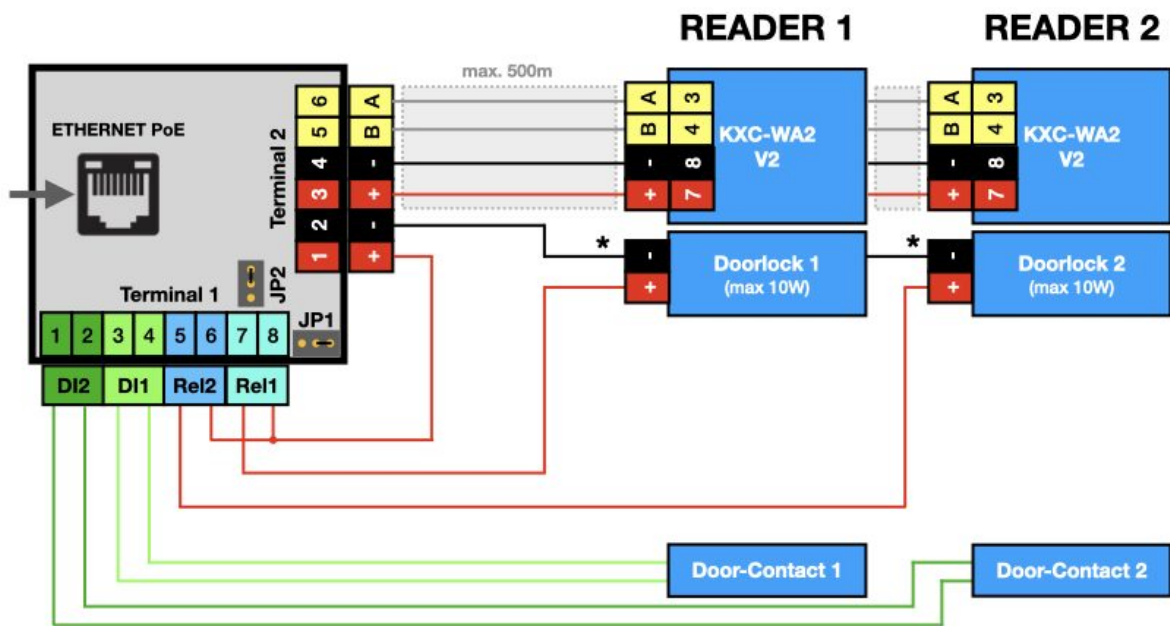 READER 1
READER 2
max. 500m
ETHERNET PoE
Terminal 2
6 A
5 B
4 -
3 +
2 -
1 +
A 3
B 4
- 8
+ 7
KXC-WA2
V2
A 3
B 4
- 8
+ 7
KXC-WA2
V2
*
-
+
Doorlock 1
(max 10W)
*
-
+
Doorlock 2
(max 10W)
JP2
Terminal 1
JP1
1 2 3 4 5 6 7 8
DI2 DI1 Rel2 Rel1
Door-Contact 1
Door-Contact 2